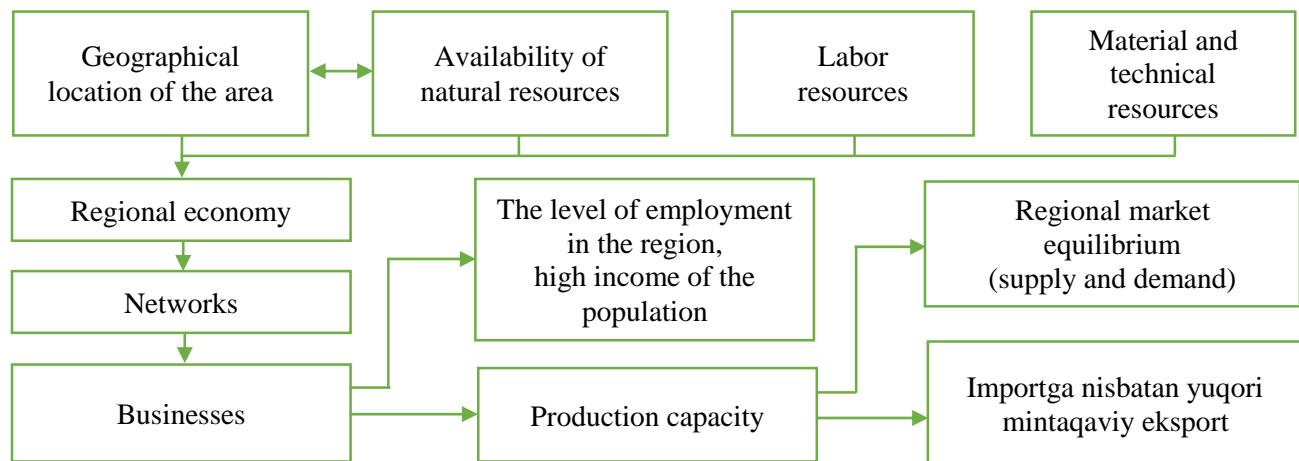 Geographical
location of the area
Availability of
natural resources
Labor
resources
Material and
technical
resources
Regional economy
The level of employment
in the region,
high income of the
population
Regional market
equilibrium
(supply and demand)
Networks
Businesses
Production capacity
Importga nisbatan yuqori
mintaqaviy eksport